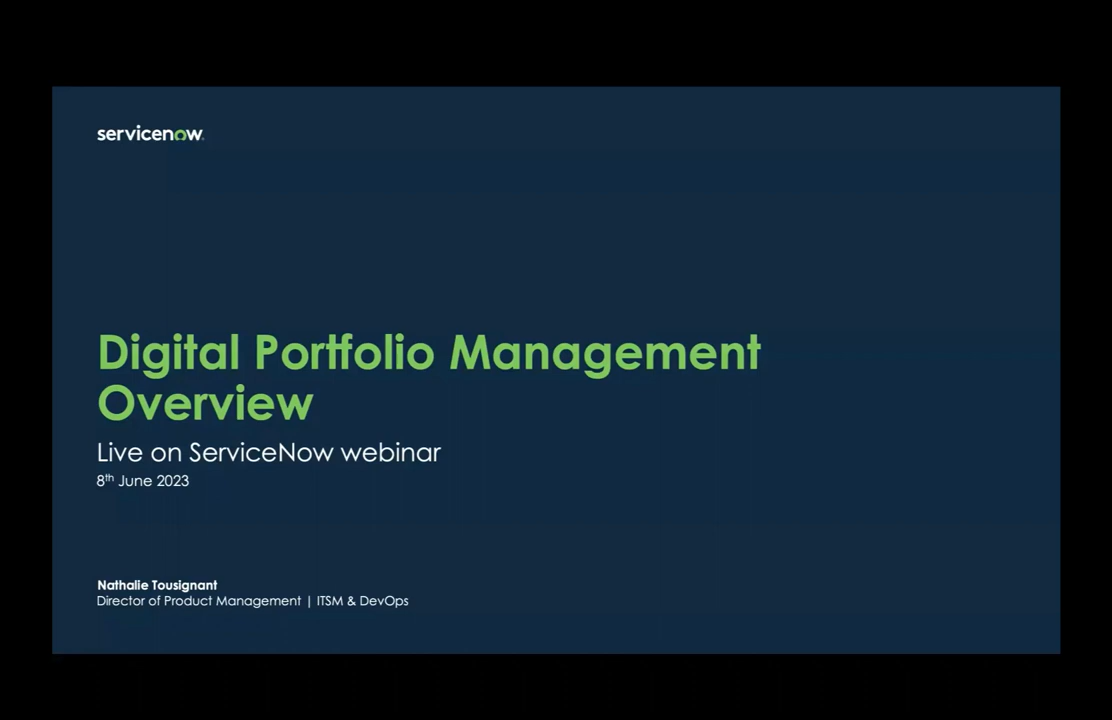 servicenow
Digital Portfolio Management
Overview
Live on ServiceNow webinar
8th June 2023
Nathalie Tousignant
Director of Product Management | ITSM & DevOps